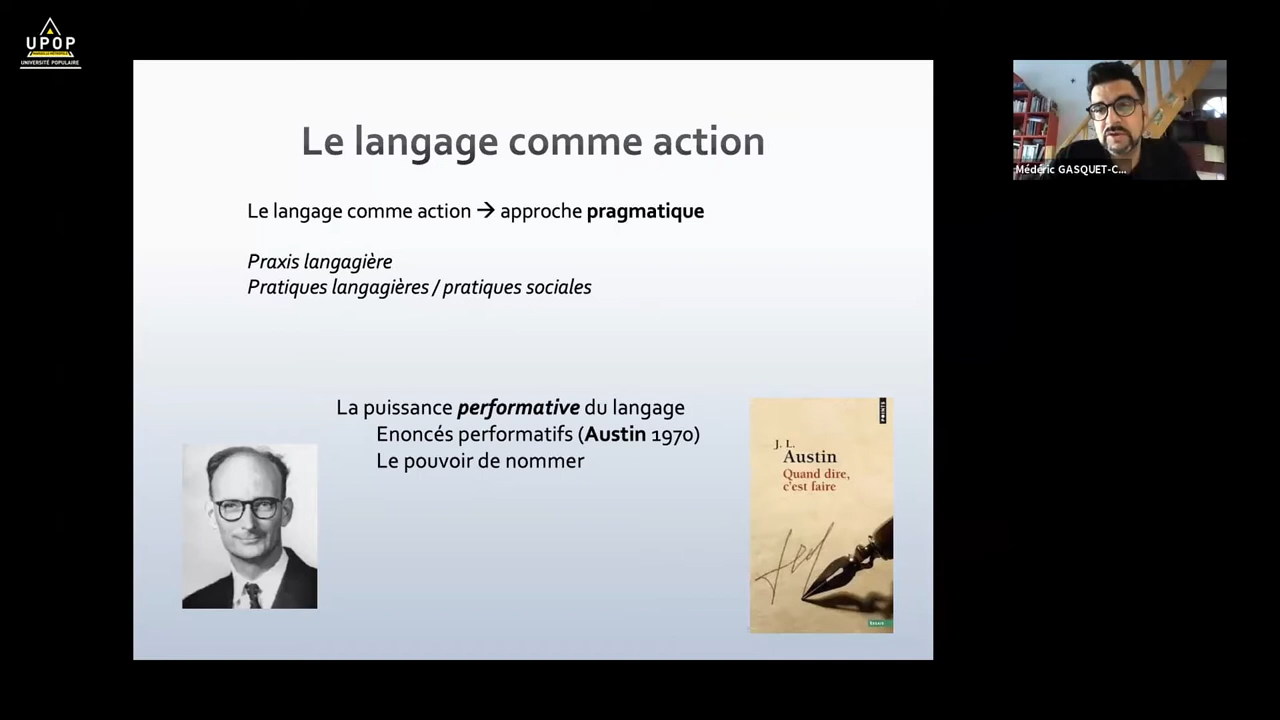 UPOP
UNIVERSITÉ POPULAIRE
Le langage comme action
Le langage comme action → approche pragmatique
Praxis langagière
Pratiques langagières / pratiques sociales
La puissance performative du langage
Enoncés performatifs (Austin 1970)
Le pouvoir de nommer
POINTS
J. L.
Austin
Quand dire,
c'est faire
ESSAIS
Médéric GASQUET-C...